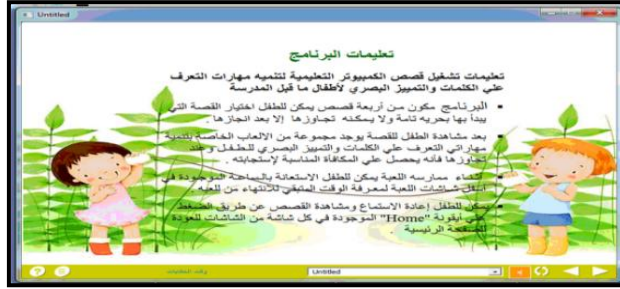 Untitled
تعليمات البرنامج
تعليمات تشغيل قصص الكمبيوتر التعليمية لتنميه مهارات التعرف
علي الكلمات والتمييز البصري لأطفال ما قبل المدرسة
▪ البرنامج مكون من أربعة قصص يمكن للطفل اختيار القصة التي
يبدأ بها بحريه تامة ولا يمكنه تجاوزها إلا بعد انجازها .
▪ بعد مشاهدة الطفل للقصة يوجد مجموعة من الالعاب الخاصة بتنمية
مهاراتي التعرف علي الكلمات والتمييز البصري للطفل وعند
تجاوزها فأنه يحصل علي المكافأة المناسبة لإستجابته .
▪ أثناء ممارسه اللعبة يمكن للطفل الاستعانة بالساعة الموجودة في
أسفل شاشات اللعبة لمعرفة الوقت المتبقي للأنتهاء من اللعبه
▪ يمكن للطفل إعادة الاستماع ومشاهدة القصص عن طريق الضغط
علي أيقونة "Home" الموجودة في كل شاشة من الشاشات للعودة
للصفحة الرئيسية .
Untitled